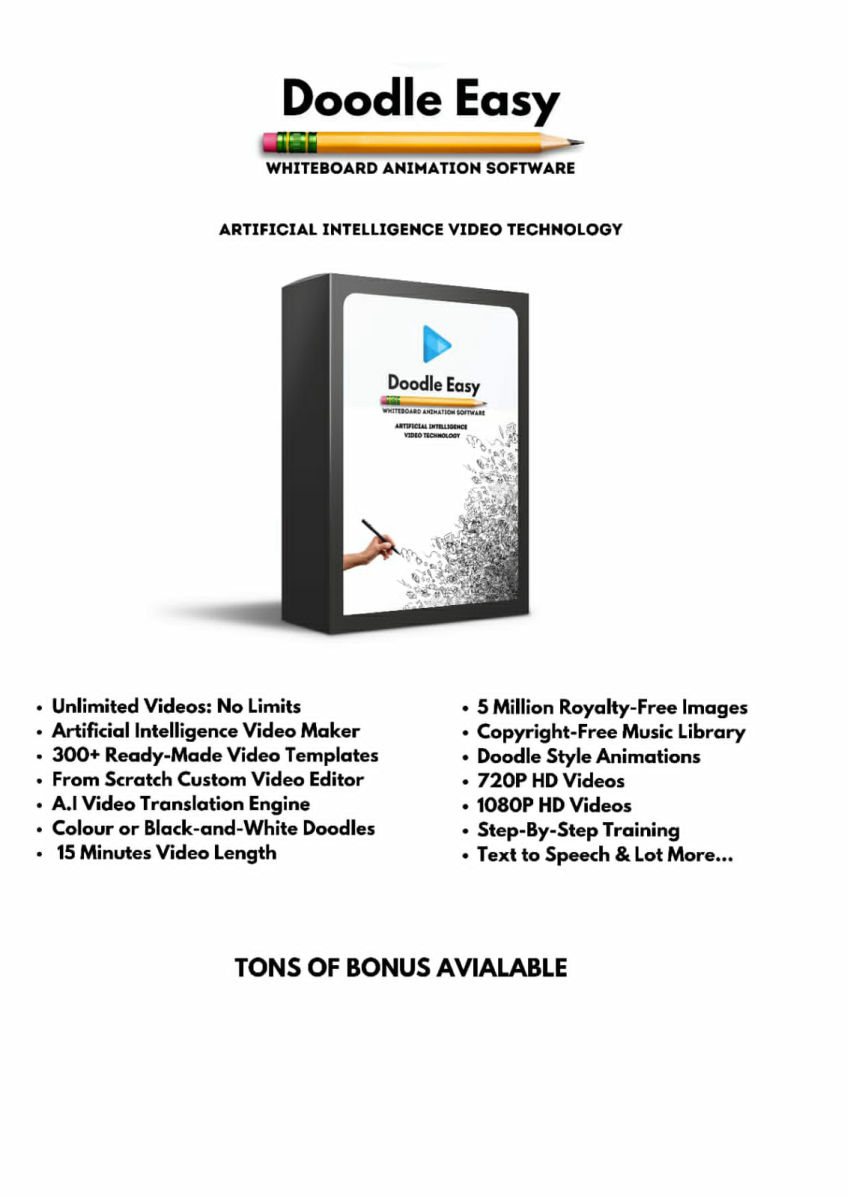 Doodle Easy
WHITEBOARD ANIMATION SOFTWARE
ARTIFICIAL INTELLIGENCE VIDEO TECHNOLOGY
Doodle Easy
WHITEBOARD ANIMATION SOFTWARE
ARTIFICIAL INTELLIGENCE
VIDEO TECHNOLOGY
• Unlimited Videos: No Limits
• Artificial Intelligence Video Maker
• 300+ Ready-Made Video Templates
• From Scratch Custom Video Editor
• A.I Video Translation Engine
• Colour or Black-and-White Doodles
• 15 Minutes Video Length
• 5 Million Royalty-Free Images
• Copyright-Free Music Library
• Doodle Style Animations
• 720P HD Videos
• 1080P HD Videos
• Step-By-Step Training
• Text to Speech & Lot More...
TONS OF BONUS AVIALABLE